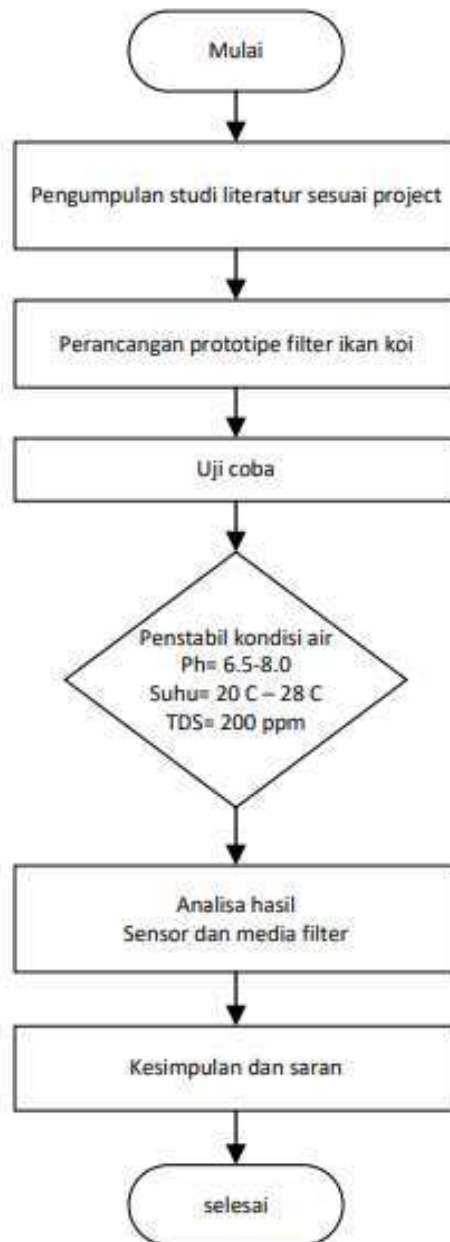 Mulai
Pengumpulan studi literatur sesuai project
Perancangan prototipe filter ikan koi
Uji coba
Penstabil kondisi air
Ph= 6.5-8.0
Suhu= 20 C – 28 C
TDS= 200 ppm
Analisa hasil
Sensor dan media filter
Kesimpulan dan saran
selesai